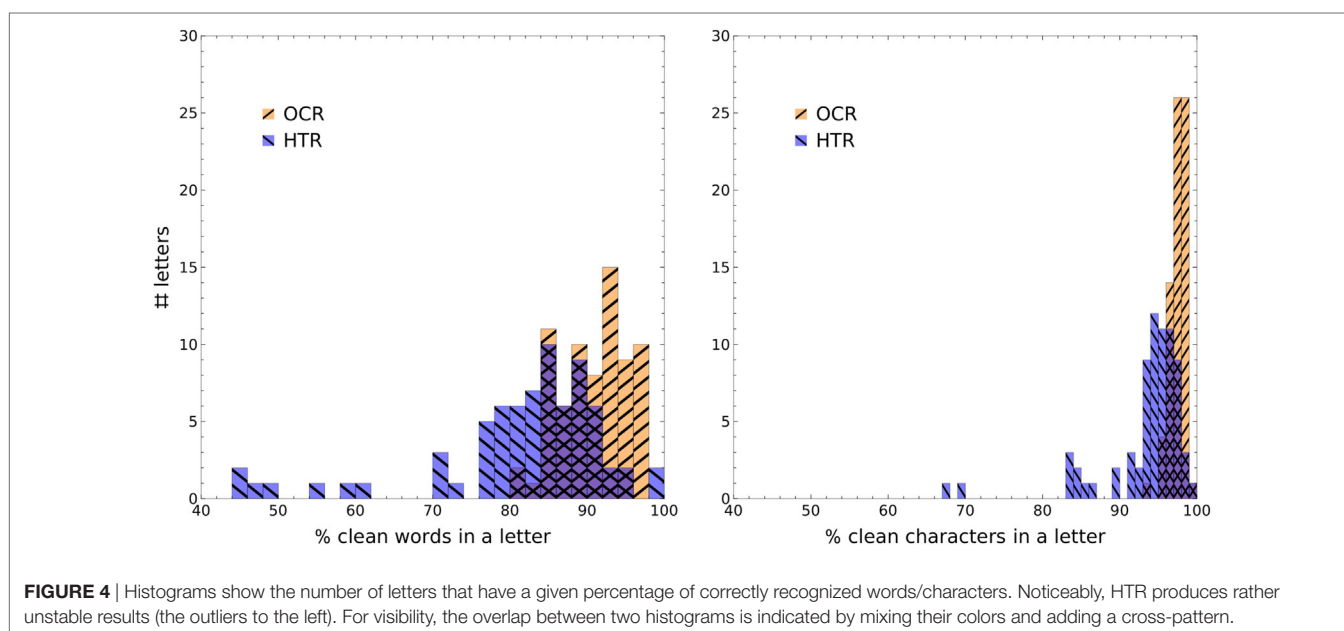 30
25
20
15
10
5
0
# letters
OCR
HTR
40 50 60 70 80 90 100
% clean words in a letter
30
25
20
15
10
5
0
OCR
HTR
40 50 60 70 80 90 100
% clean characters in a letter
FIGURE 4 | Histograms show the number of letters that have a given percentage of correctly recognized words/characters. Noticeably, HTR produces rather
unstable results (the outliers to the left). For visibility, the overlap between two histograms is indicated by mixing their colors and adding a cross-pattern.